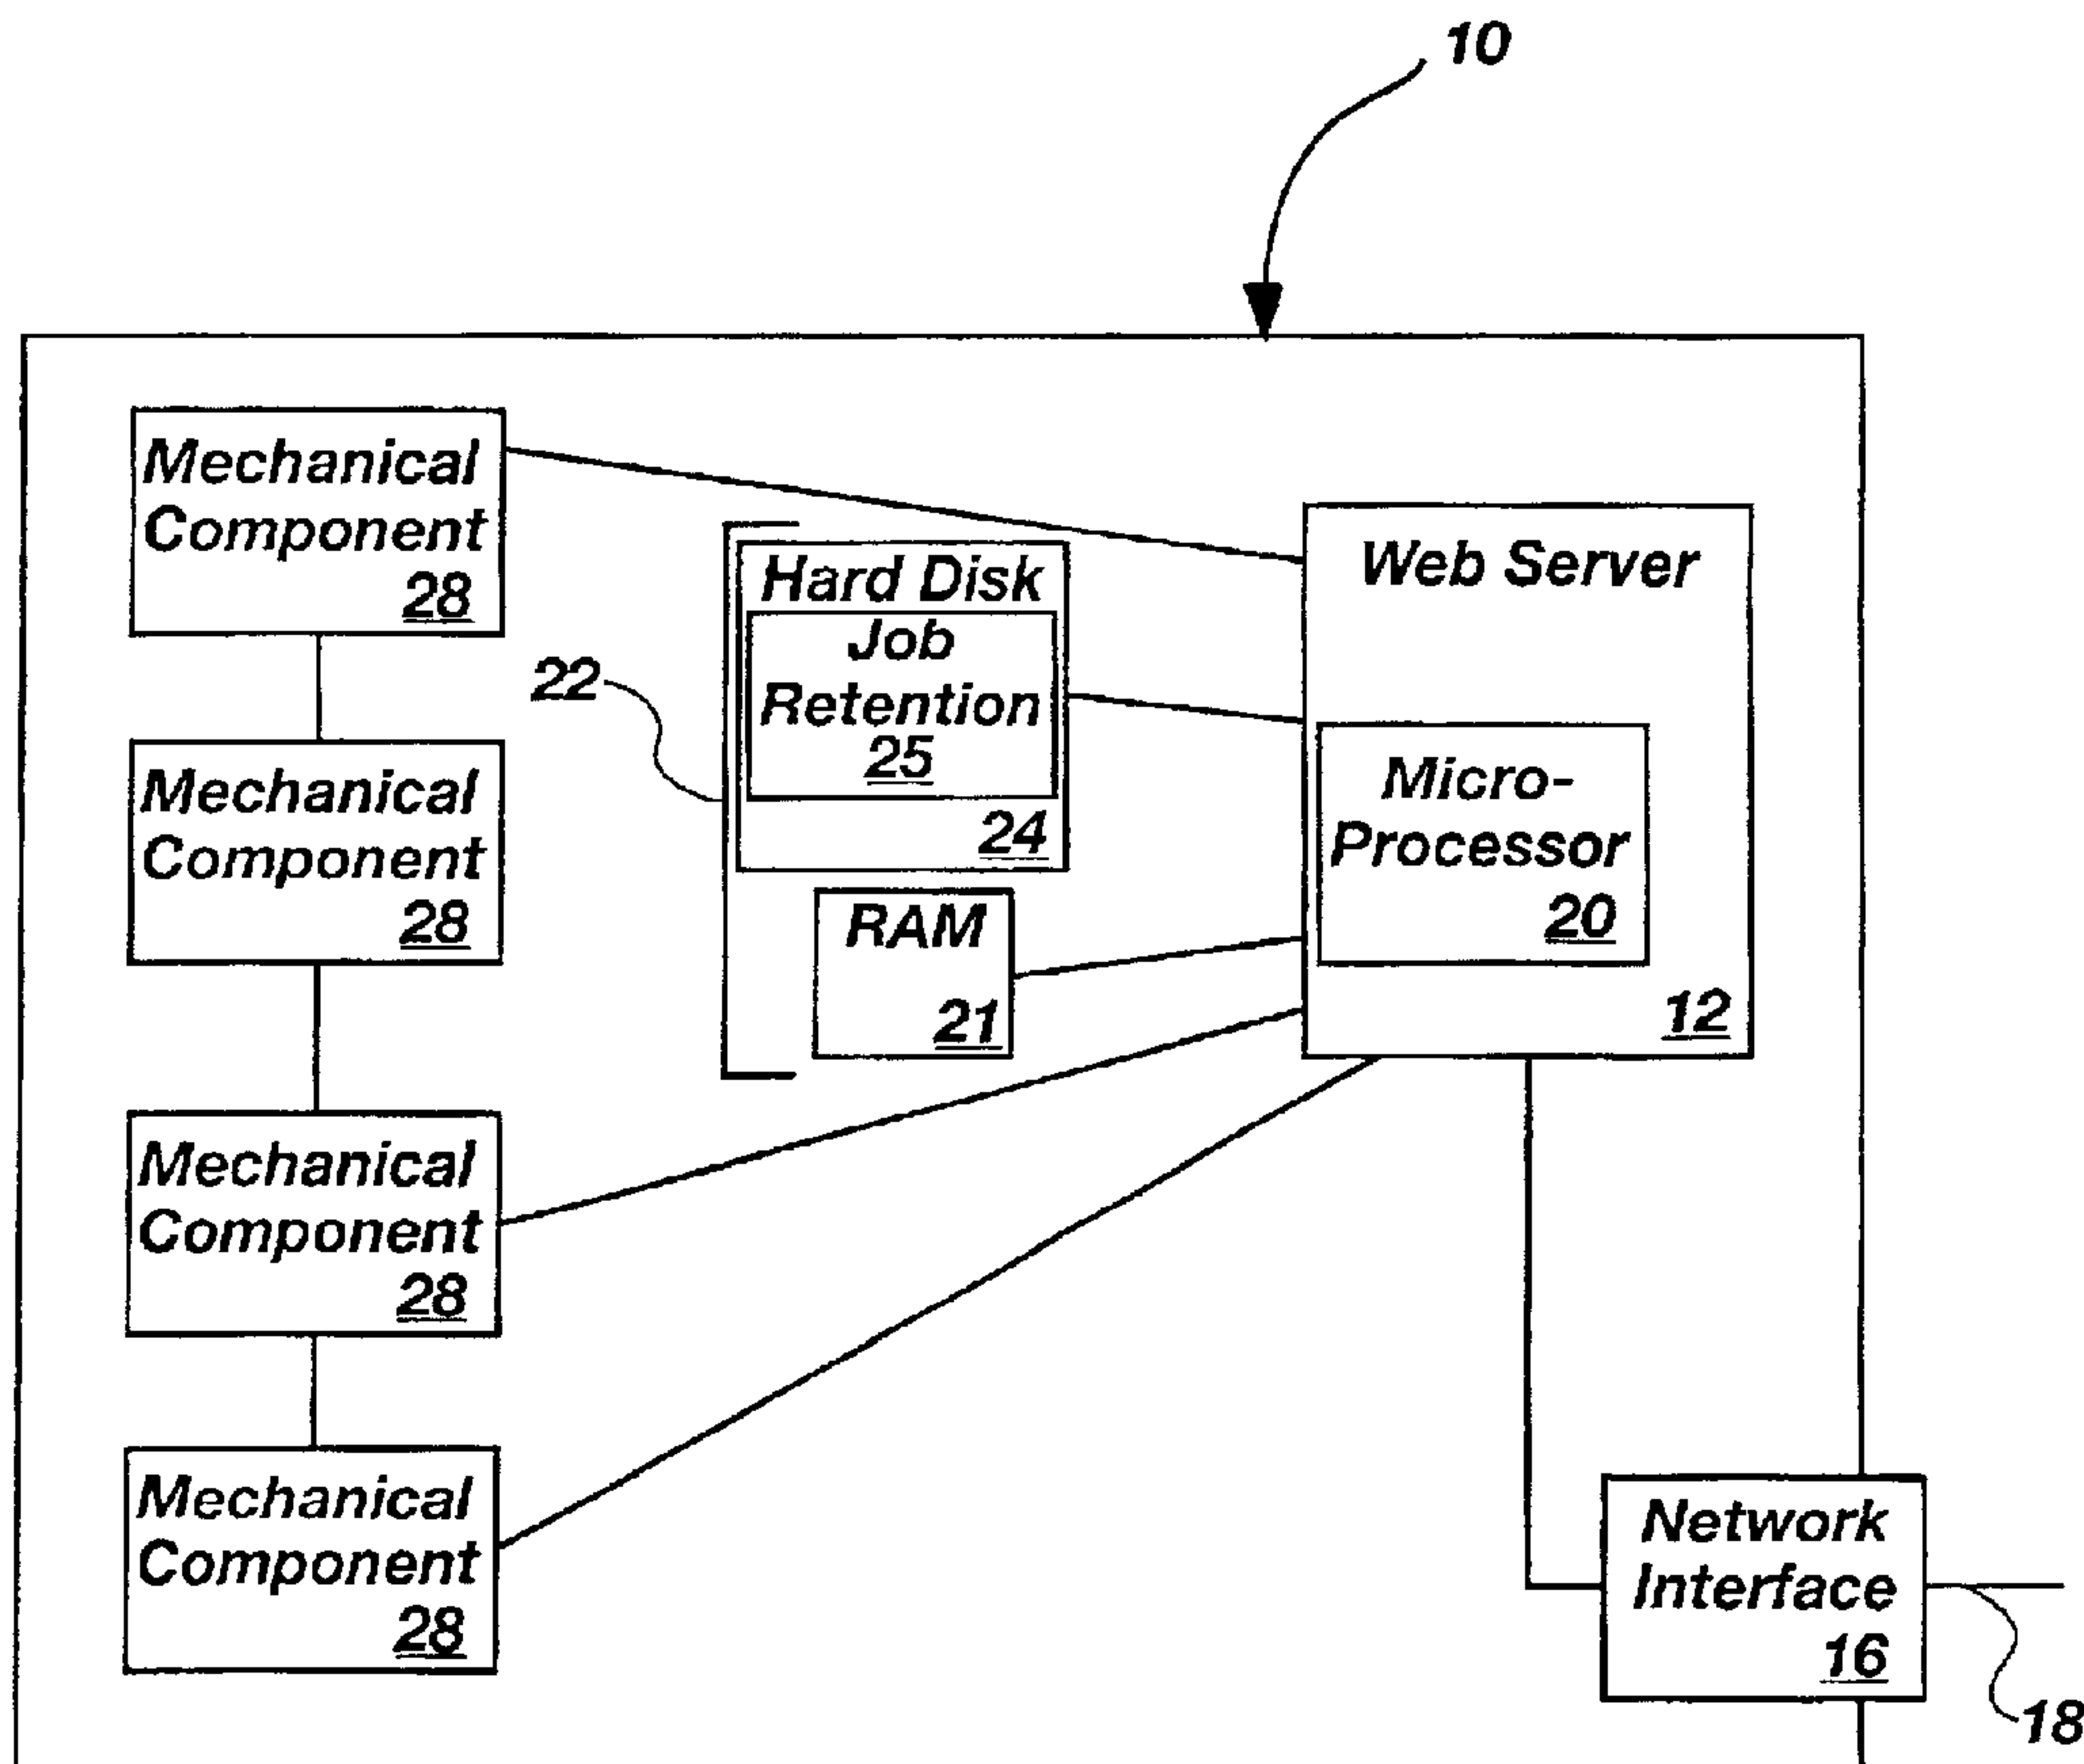 10
Mechanical
Component
28
Mechanical
Component
28
Mechanical
Component
28
Mechanical
Component
28
22
Hard Disk
Job
Retention
25
24
RAM
21
Web Server
Micro-
Processor
20
12
Network
Interface
16
18